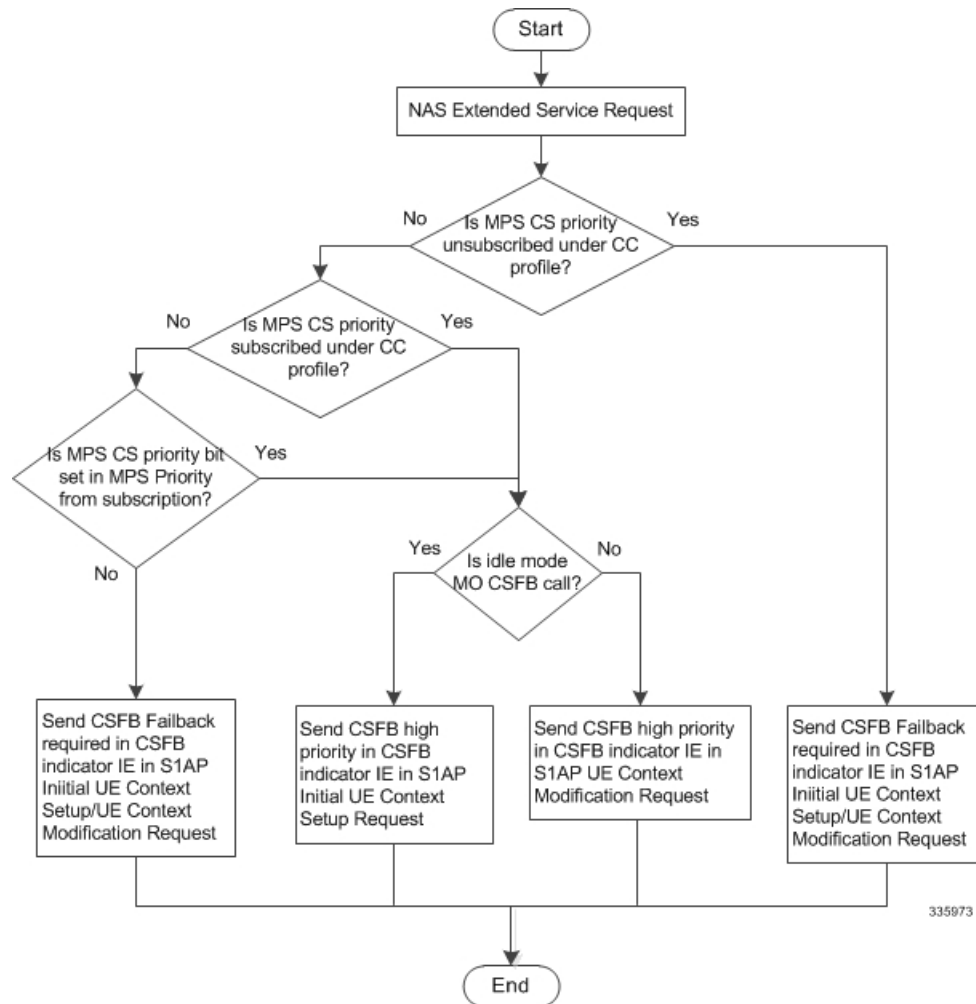 Start
NAS Extended Service Request
No
Is MPS CS priority
unsubscribed under CC
profile?
Yes
No
Is MPS CS priority
subscribed under CC
profile?
Yes
Is MPS CS priority bit
set in MPS Priority
from subscription?
Yes
No
Yes
Is idle mode
MO CSFB call?
No
Send CSFB Failback
required in CSFB
indicator IE in S1AP
Iniitial UE Context
Setup/UE Context
Modification Request
Send CSFB high
priority in CSFB
indicator IE in S1AP
Initial UE Context
Setup Request
Send CSFB high priority
in CSFB indicator IE in
S1AP UE Context
Modification Request
Send CSFB Failback
required in CSFB
indicator IE in S1AP
Iniitial UE Context
Setup/UE Context
Modification Request
335973
End